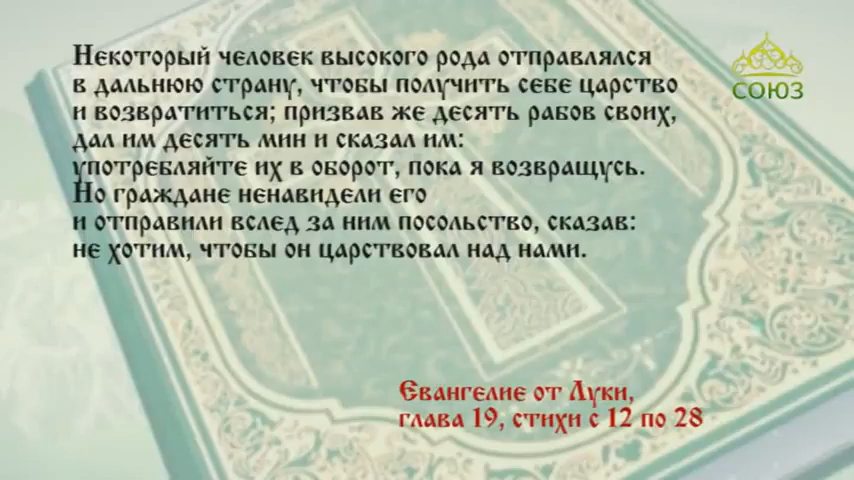 Некоторый человек высокого рода отправлялся
в дальнюю страну, чтобы получить себе царство
и возвратиться; призвав же десять рабов своих,
дал им десять мин и сказал им:
употребляйте их в оборот, пока я возвращусь.
Но граждане ненавидели его
и отправили вслед за ним посольство, сказав:
не хотим, чтобы он царствовал над нами.
Евангелие от Луки,
глава 19, стихи с 12 по 28
СОЮЗ